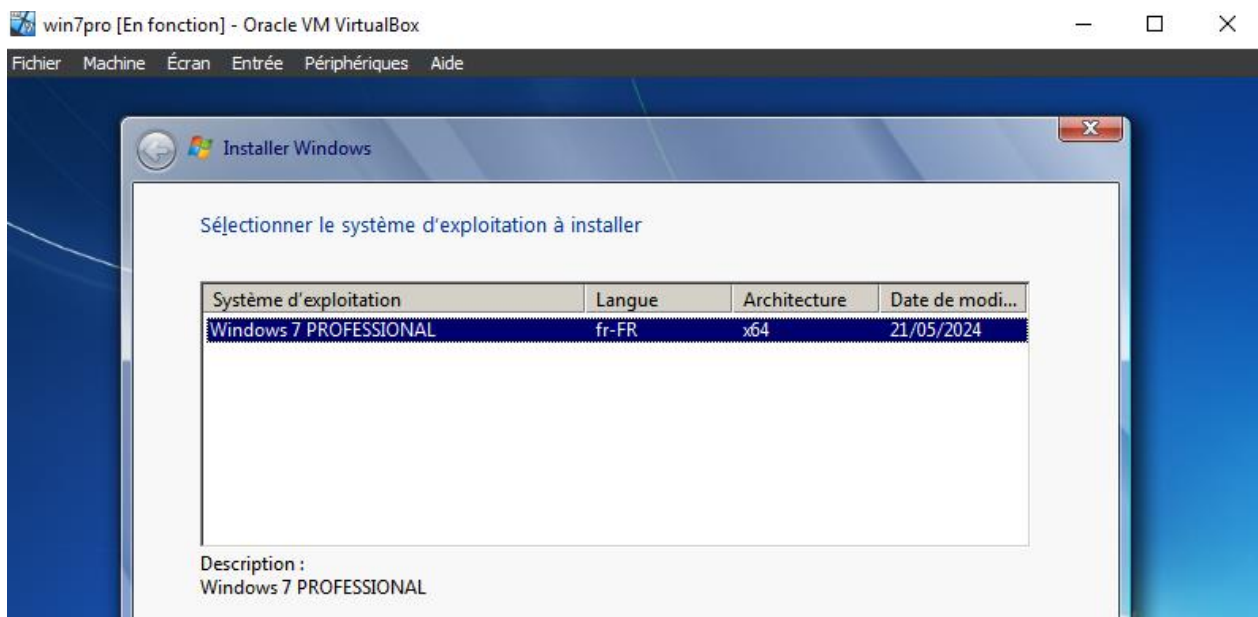 win7pro [En fonction] - Oracle VM VirtualBox
Fichier Machine Écran Entrée Périphériques Aide
Installer Windows
Sélectionner le système d'exploitation à installer
Système d'exploitation Langue Architecture Date de modi...
Windows 7 PROFESSIONAL fr-FR x64 21/05/2024
Description :
Windows 7 PROFESSIONAL